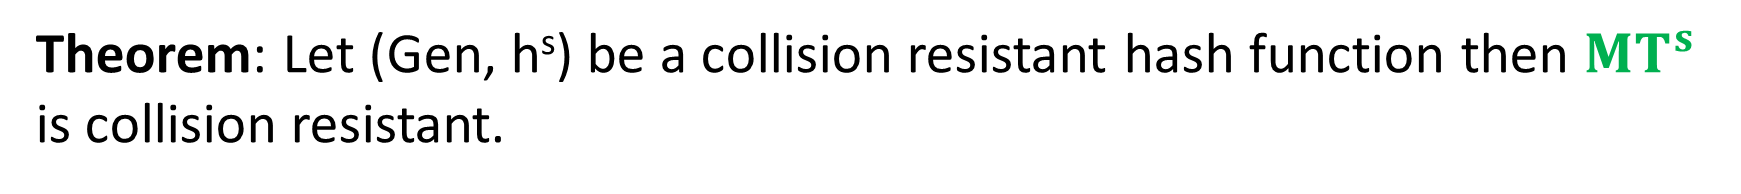 Theorem: Let (Gen, hˢ) be a collision resistant hash function then MTˢ
is collision resistant.